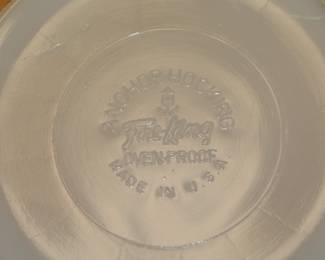 ANCHOR HOCKING
Fire-King
OVEN-PROOF
MADE IN U.S.A